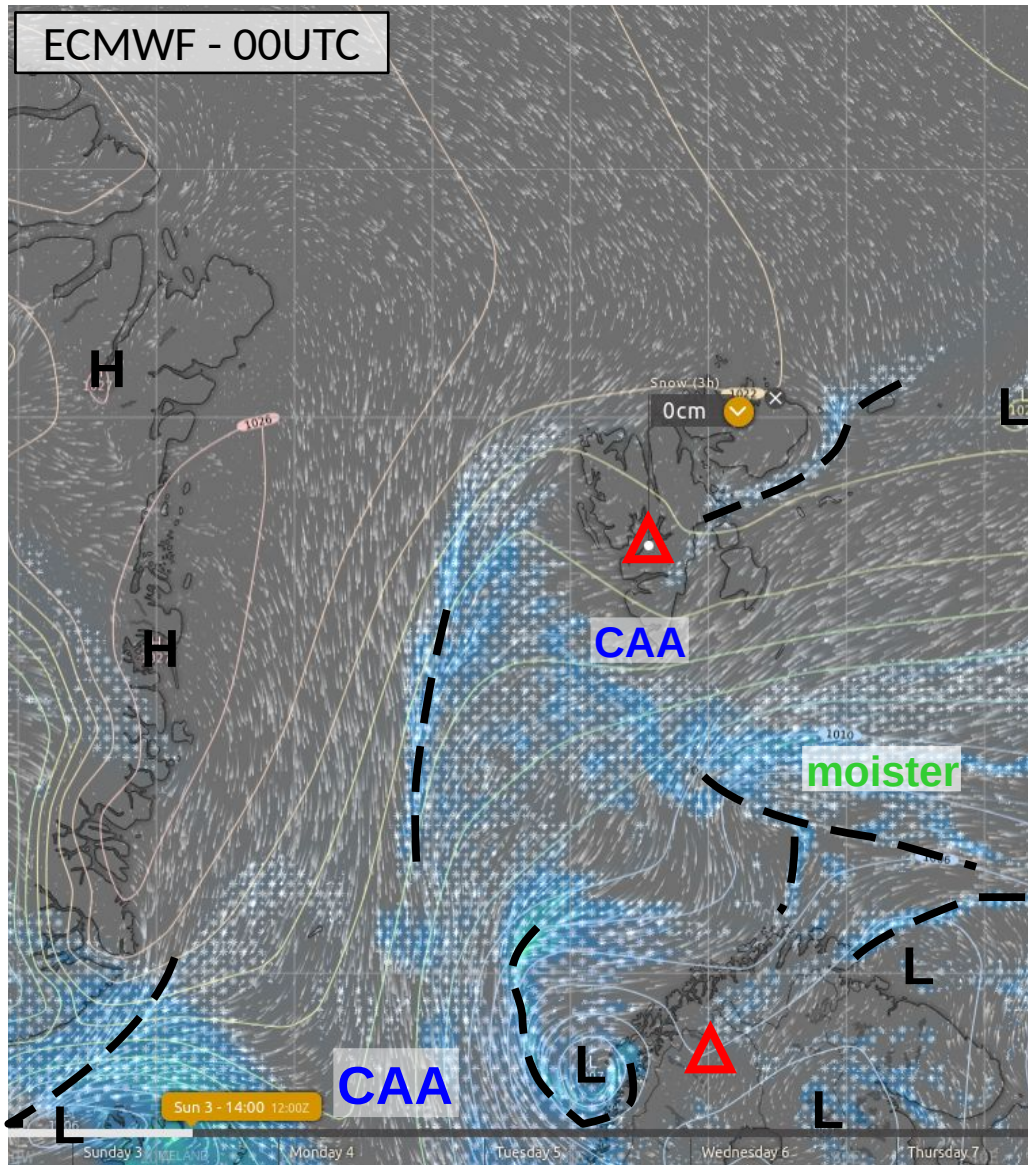 ECMWF - 00UTC
H
Snow (3h)
1022
0cm
L
1026
H
CAA
1010
moister
L
L
CAA
L
Sun 3 - 14:00 12:00Z
L
Sunday 3
ICELAND
Monday 4
Tuesday 5
Wednesday 6
Thursday 7